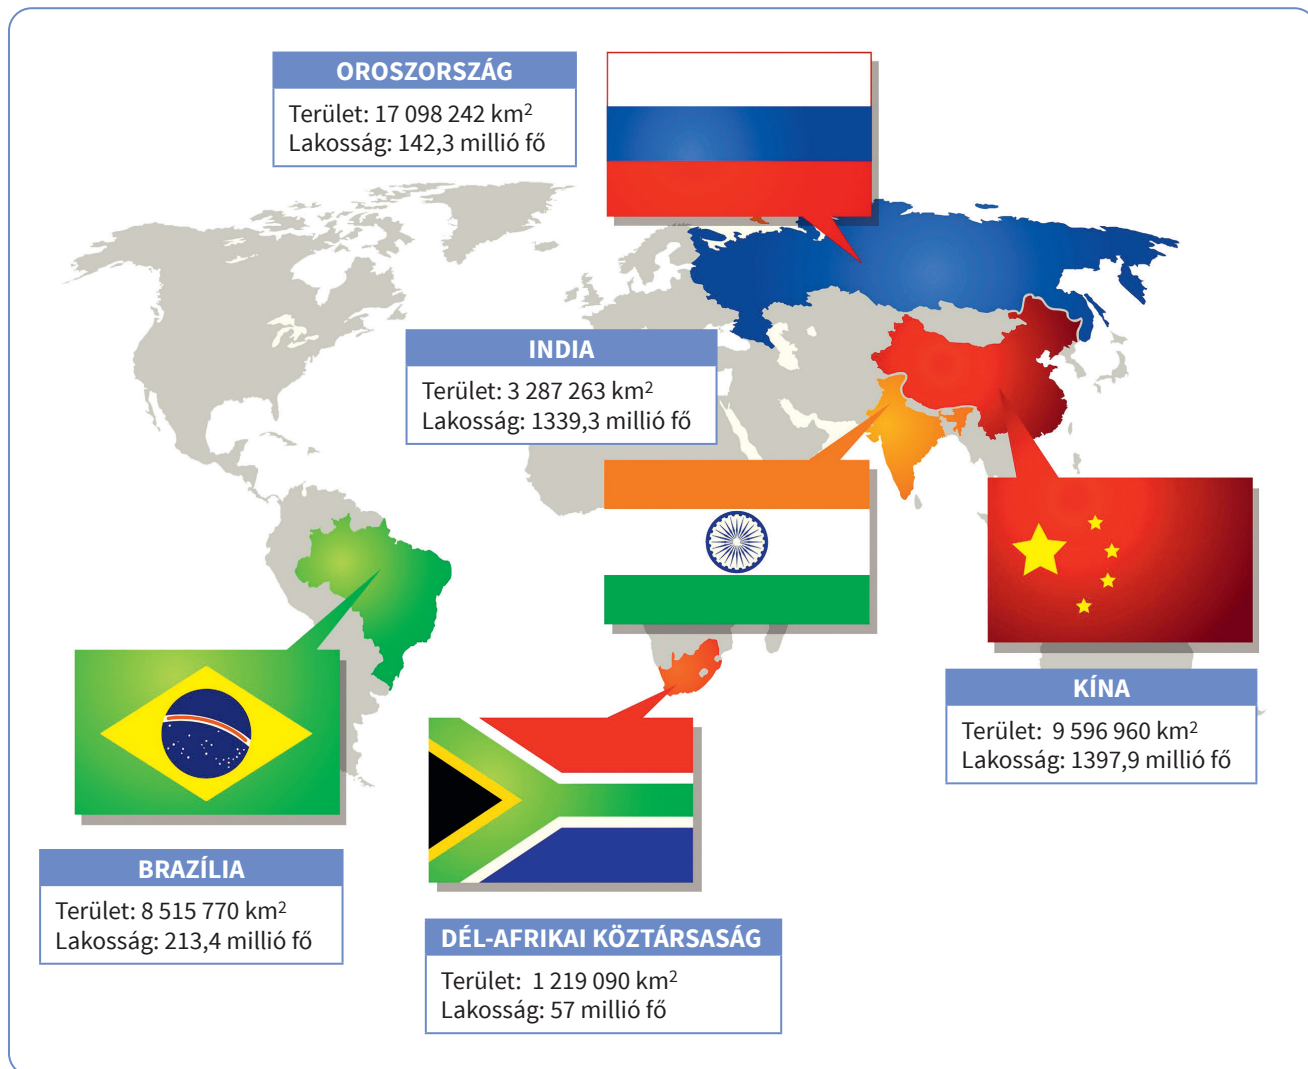 OROSZORSZÁG
Terület: 17 098 242 km²
Lakosság: 142,3 millió fő
INDIA
Terület: 3 287 263 km²
Lakosság: 1339,3 millió fő
KÍNA
Terület:  9 596 960 km²
Lakosság: 1397,9 millió fő
BRAZÍLIA
Terület: 8 515 770 km²
Lakosság: 213,4 millió fő
DÉL-AFRIKAI KÖZTÁRSASÁG
Terület:  1 219 090 km²
Lakosság: 57 millió fő